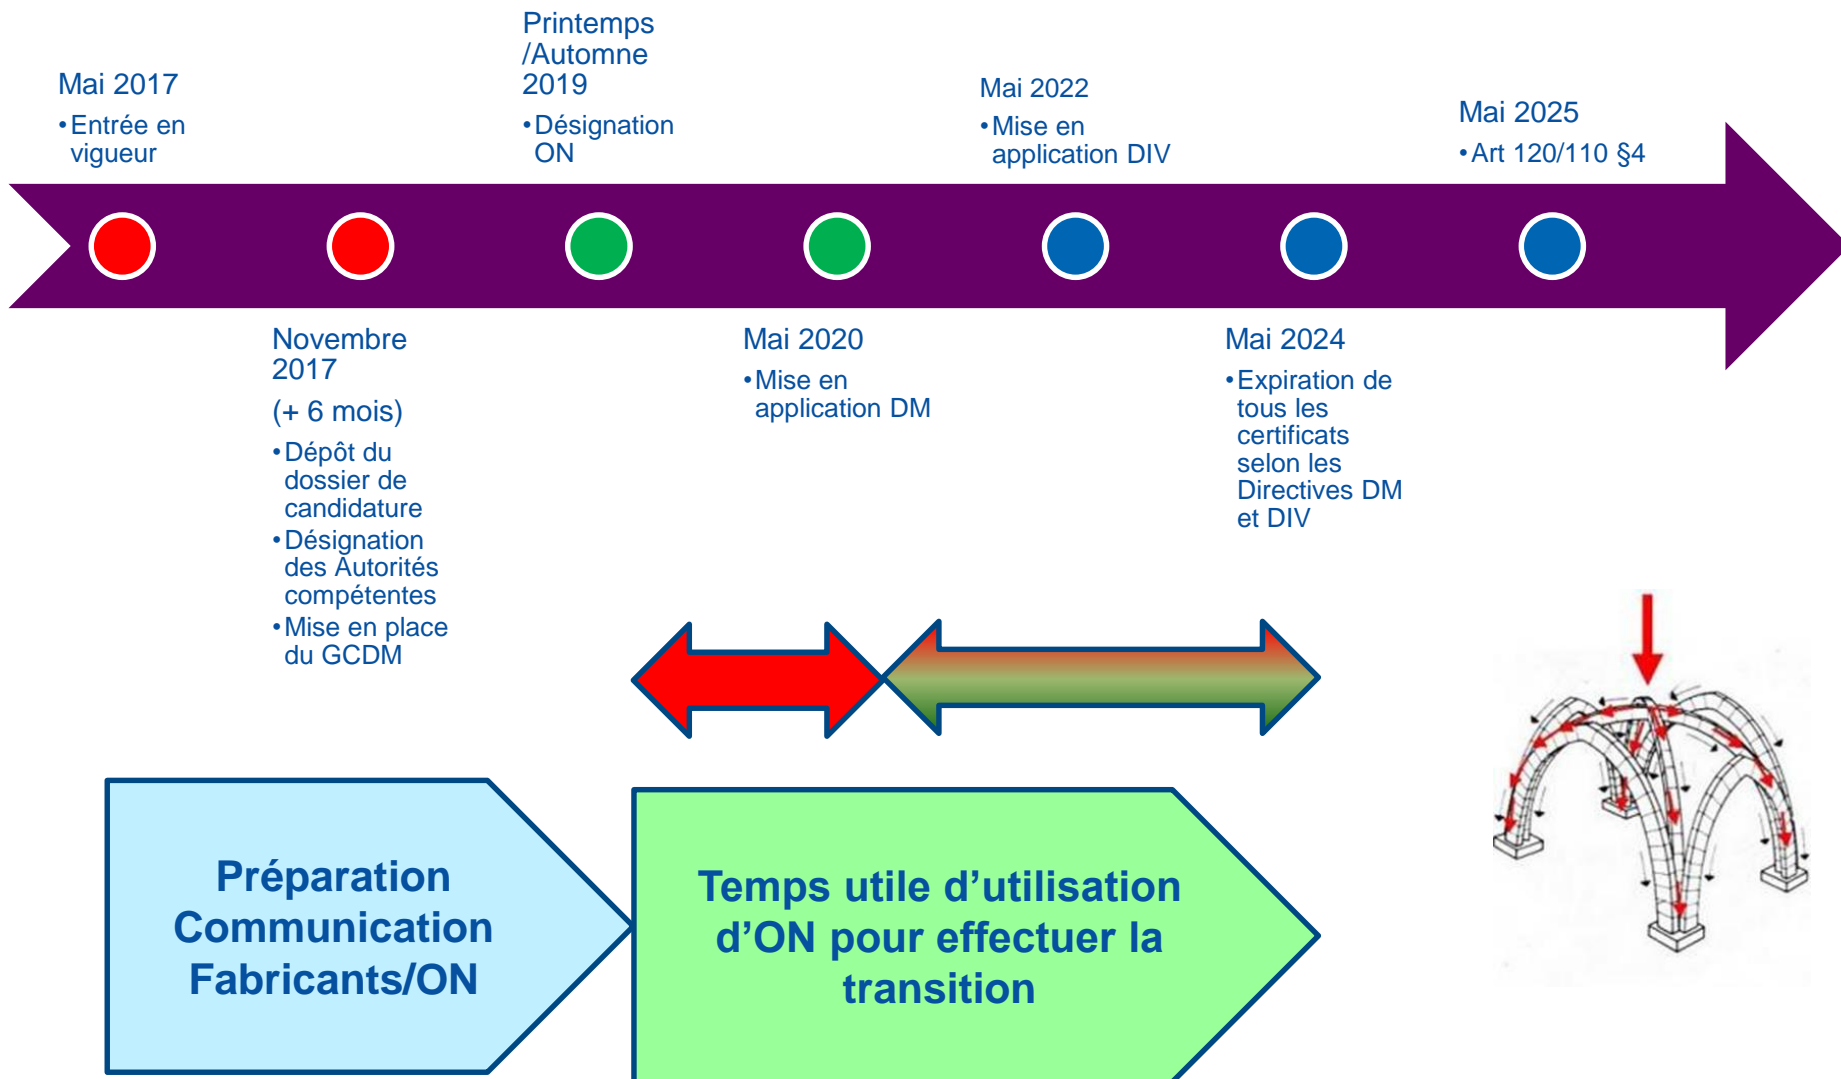 Mai 2017
•Entrée en
vigueur
Printemps
/Automne
2019
•Désignation
ON
Mai 2022
•Mise en
application DIV
Mai 2025
•Art 120/110 §4
Novembre
2017
(+ 6 mois)
•Dépôt du
dossier de
candidature
•Désignation
des Autorités
compétentes
•Mise en place
du GCDM
Mai 2020
•Mise en
application DM
Mai 2024
•Expiration de
tous les
certificats
selon les
Directives DM
et DIV
Préparation
Communication
Fabricants/ON
Temps utile d’utilisation
d’ON pour effectuer la
transition